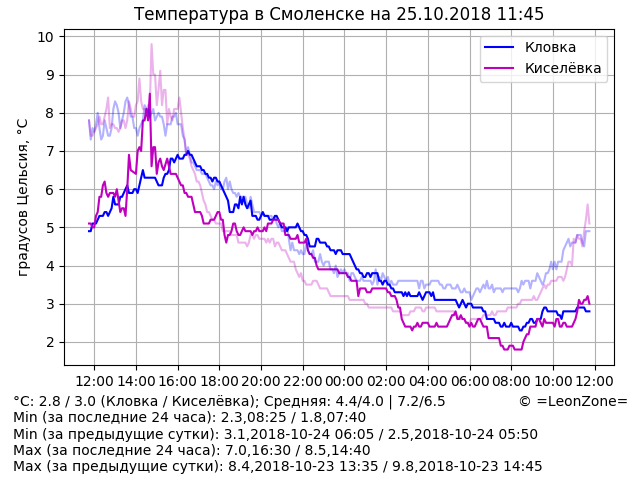 Температура в Смоленске на 25.10.2018 11:45
градусов Цельсия, °C
10
9
8
7
6
5
4
3
2
Кловка
Киселёвка
12:00 14:00 16:00 18:00 20:00 22:00 00:00 02:00 04:00 06:00 08:00 10:00 12:00
°C: 2.8 / 3.0 (Кловка / Киселёвка); Средняя: 4.4/4.0 | 7.2/6.5 © =LeonZone=
Min (за последние 24 часа): 2.3,08:25 / 1.8,07:40
Min (за предыдущие сутки): 3.1,2018-10-24 06:05 / 2.5,2018-10-24 05:50
Max (за последние 24 часа): 7.0,16:30 / 8.5,14:40
Max (за предыдущие сутки): 8.4,2018-10-23 13:35 / 9.8,2018-10-23 14:45